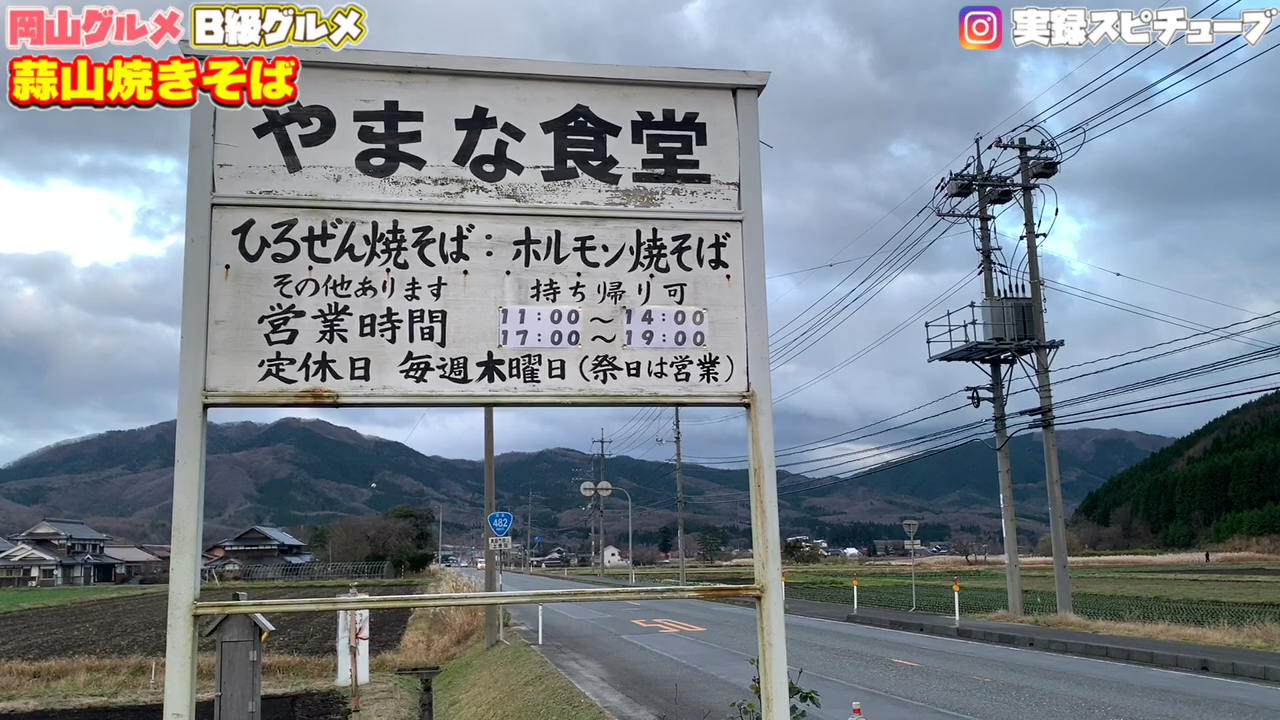 岡山グルメ B級グルメ
蒜山焼きそば
実録スピチューブ
やまな食堂
ひるぜん焼そば：ホルモン焼そば
その他あります 持ち帰り可
営業時間 11:00～14:00
17:00～19:00
定休日 毎週木曜日(祭日は営業)
482
50